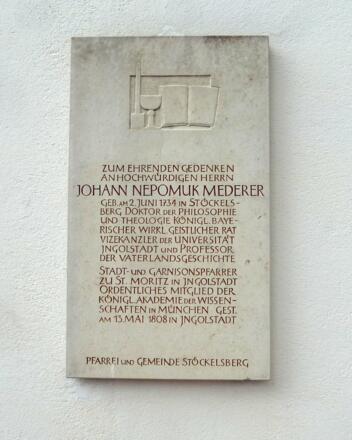 ZUM EHRENDEN GEDENKEN
AN HOCHWÜRDIGEN HERRN
JOHANN NEPOMUK MEDERER
GEB. AM 2. JUNI 1734 IN STÖCKELS-
BERG, DOKTOR DER PHILOSOPHIE
UND THEOLOGIE KÖNIGL. BAYE-
RISCHER WIRKL. GEISTLICHER RAT
VIZEKANZLER DER UNIVERSITÄT
JNGOLSTADT UND PROFESSOR
DER VATERLANDSGESCHICHTE
STADT- UND GARNISONSPFARRER
ZU ST. MORITZ IN JNGOLSTADT
ORDENTLICHES MITGLIED DER
KÖNIGL. AKADEMIE DER WISSEN-
SCHAFTEN IN MÜNCHEN GEST.
AM 13. MAI 1808 IN JNGOLSTADT
PFARREI UND GEMEINDE STÖCKELSBERG